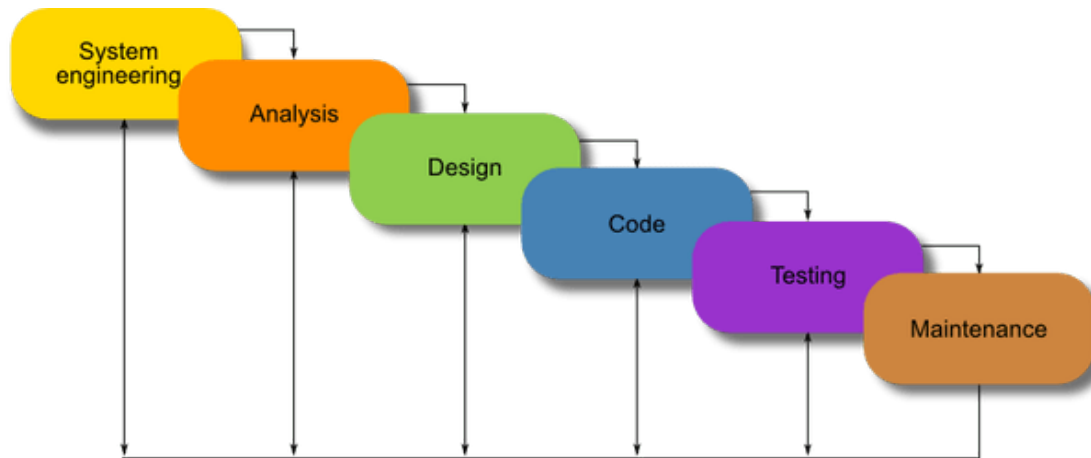 System
engineering
Analysis
Design
Code
Testing
Maintenance